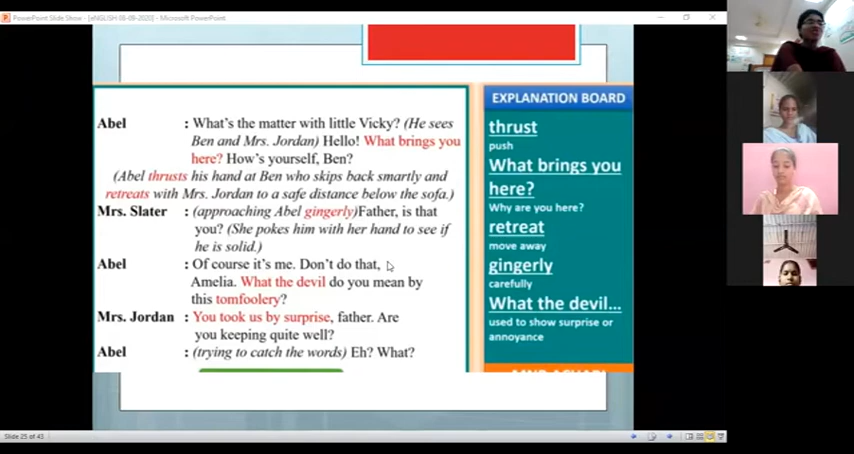 PowerPoint Slide Show - [eNGLISH (05-09-2020) - Microsoft PowerPoint
Abel : What's the matter with little Vicky? (He sees
Ben and Mrs. Jordan) Hello! What brings you
here? How's yourself, Ben?
(Abel thrusts his hand at Ben who skips back smartly and
retreats with Mrs. Jordan to a safe distance below the sofa.)
Mrs. Slater : (approaching Abel gingerly)Father, is that
you? (She pokes him with her hand to see if
he is solid.)
Abel : Of course it's me. Don't do that,
Amelia. What the devil do you mean by
this tomfoolery?
Mrs. Jordan : You took us by surprise, father. Are
you keeping quite well?
Abel : (trying to catch the words) Eh? What?
EXPLANATION BOARD
thrust
push
What brings you
here?
Why are you here?
retreat
move away
gingerly
carefully
What the devil...
used to show surprise or
annoyance
Slide 25 of 43